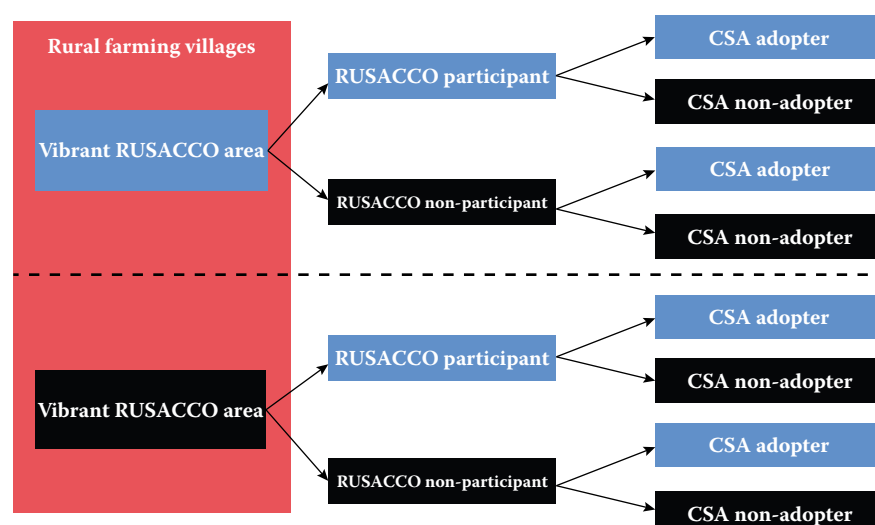 Rural farming villages
Vibrant RUSACCO area
RUSACCO participant
CSA adopter
CSA non-adopter
RUSACCO non-participant
CSA adopter
CSA non-adopter
Vibrant RUSACCO area
RUSACCO participant
CSA adopter
CSA non-adopter
RUSACCO non-participant
CSA adopter
CSA non-adopter